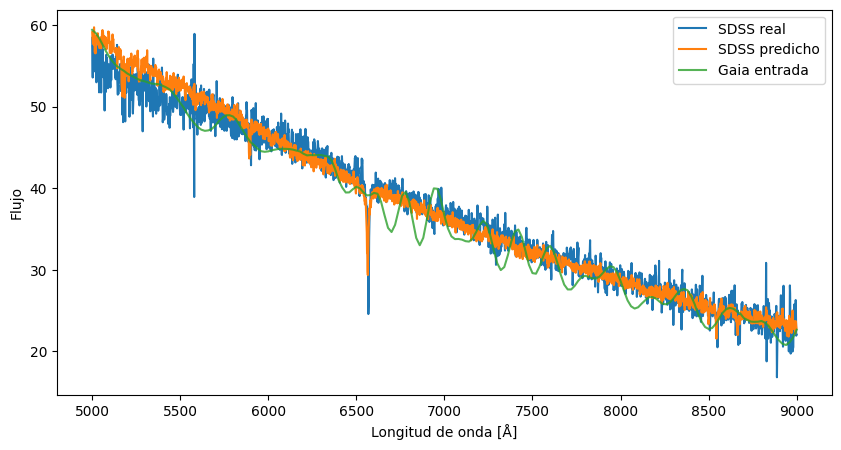 60
50
40
30
20
Flujo
5000
5500
6000
6500
7000
7500
8000
8500
9000
Longitud de onda [Å]
SDSS real
SDSS predicho
Gaia entrada